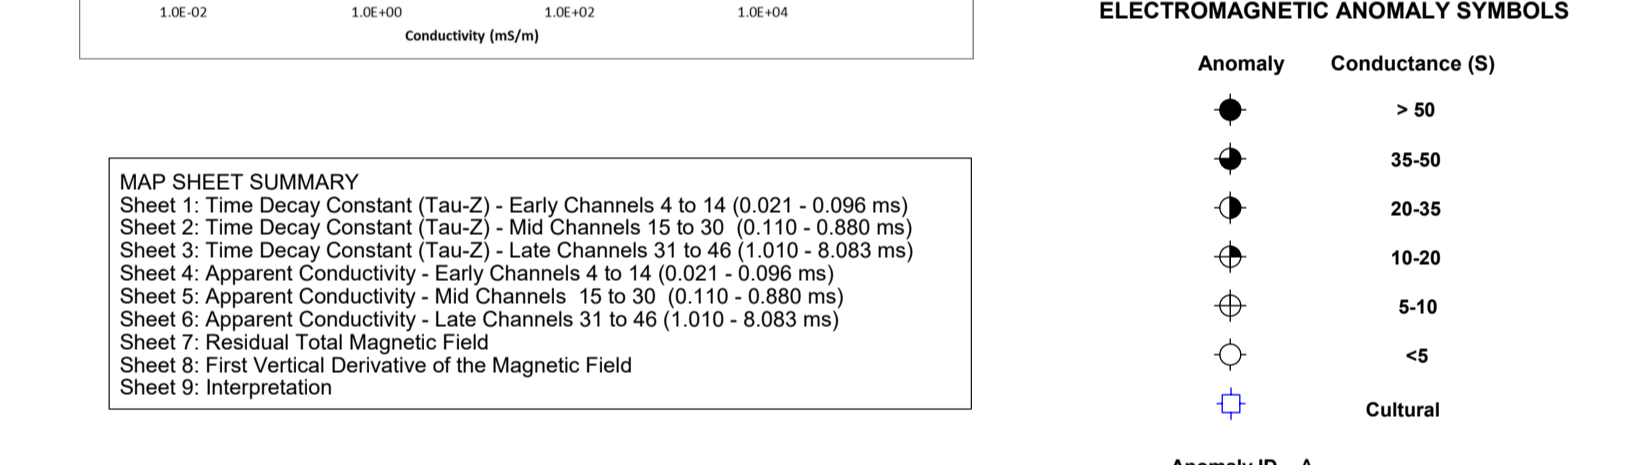 1.0E-02 1.0E+00 1.0E+02 1.0E+04
Conductivity (mS/m)
MAP SHEET SUMMARY
Sheet 1: Time Decay Constant (Tau-Z) - Early Channels 4 to 14 (0.021 - 0.096 ms)
Sheet 2: Time Decay Constant (Tau-Z) - Mid Channels 15 to 30 (0.110 - 0.880 ms)
Sheet 3: Time Decay Constant (Tau-Z) - Late Channels 31 to 46 (1.010 - 8.083 ms)
Sheet 4: Apparent Conductivity - Early Channels 4 to 14 (0.021 - 0.096 ms)
Sheet 5: Apparent Conductivity - Mid Channels 15 to 30 (0.110 - 0.880 ms)
Sheet 6: Apparent Conductivity - Late Channels 31 to 46 (1.010 - 8.083 ms)
Sheet 7: Residual Total Magnetic Field
Sheet 8: First Vertical Derivative of the Magnetic Field
Sheet 9: Interpretation
ELECTROMAGNETIC ANOMALY SYMBOLS
Anomaly Conductance (S)
> 50
35-50
20-35
10-20
5-10
<5
Cultural
Anomaly ID A